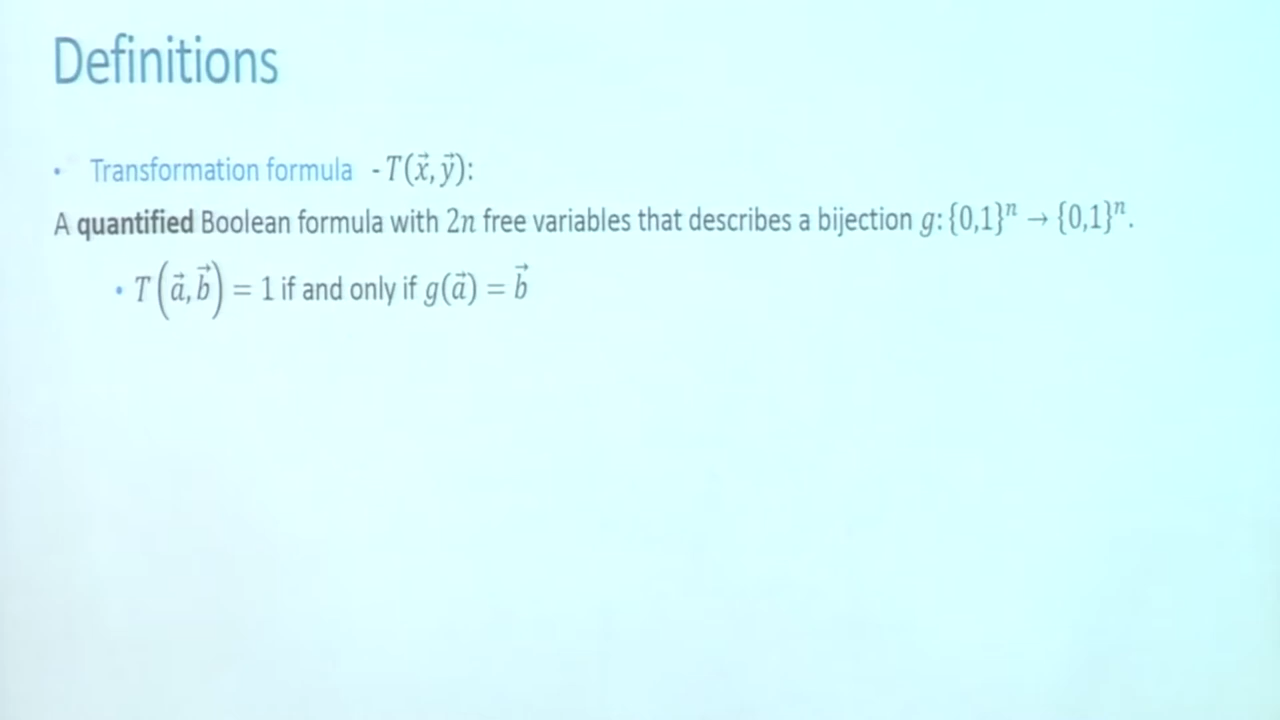 Definitions
• Transformation formula - T(x⃗, y⃗):
A quantified Boolean formula with 2n free variables that describes a bijection g: {0,1}ⁿ → {0,1}ⁿ.
• T(a⃗, b⃗) = 1 if and only if g(a⃗) = b⃗